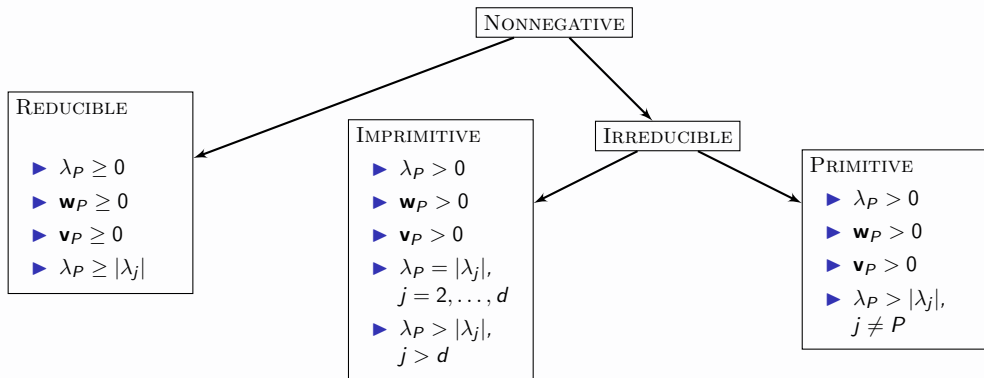 NONNEGATIVE
REDUCIBLE
▶ λ_P ≥ 0
▶ w_P ≥ 0
▶ v_P ≥ 0
▶ λ_P ≥ |λ_j|
IRREDUCIBLE
IMPRIMITIVE
▶ λ_P > 0
▶ w_P > 0
▶ v_P > 0
▶ λ_P = |λ_j|,
j = 2, . . . , d
▶ λ_P > |λ_j|,
j > d
PRIMITIVE
▶ λ_P > 0
▶ w_P > 0
▶ v_P > 0
▶ λ_P > |λ_j|,
j ≠ P